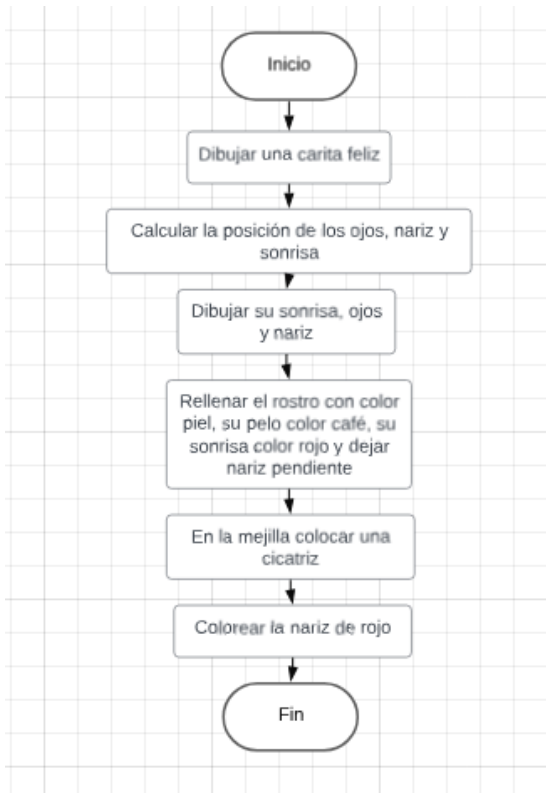 Inicio
Dibujar una carita feliz
Calcular la posición de los ojos, nariz y
sonrisa
Dibujar su sonrisa, ojos
y nariz
Rellenar el rostro con color
piel, su pelo color café, su
sonrisa color rojo y dejar
nariz pendiente
En la mejilla colocar una
cicatriz
Colorear la nariz de rojo
Fin